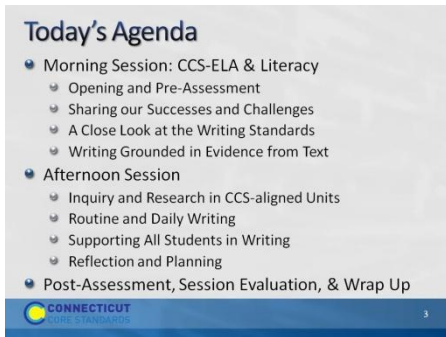 Today's Agenda
Morning Session: CCS-ELA & Literacy
Opening and Pre-Assessment
Sharing our Successes and Challenges
A Close Look at the Writing Standards
Writing Grounded in Evidence from Text
Afternoon Session
Inquiry and Research in CCS-aligned Units
Routine and Daily Writing
Supporting All Students in Writing
Reflection and Planning
Post-Assessment, Session Evaluation, & Wrap Up
CONNECTICUT
CORE STANDARDS
3